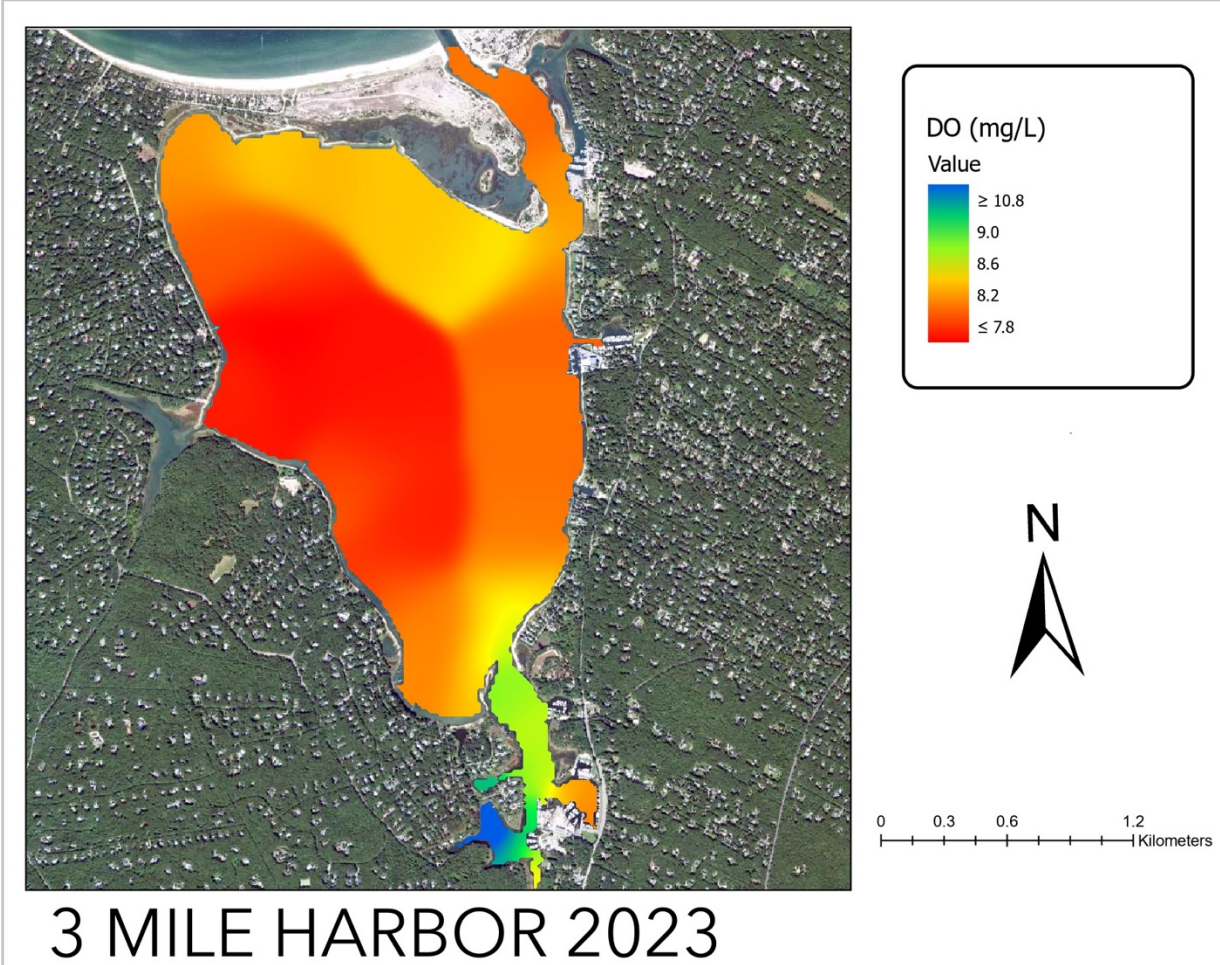 DO (mg/L)
Value
≥ 10.8
9.0
8.6
8.2
≤ 7.8
N
0 0.3 0.6 1.2
Kilometers
3 MILE HARBOR 2023